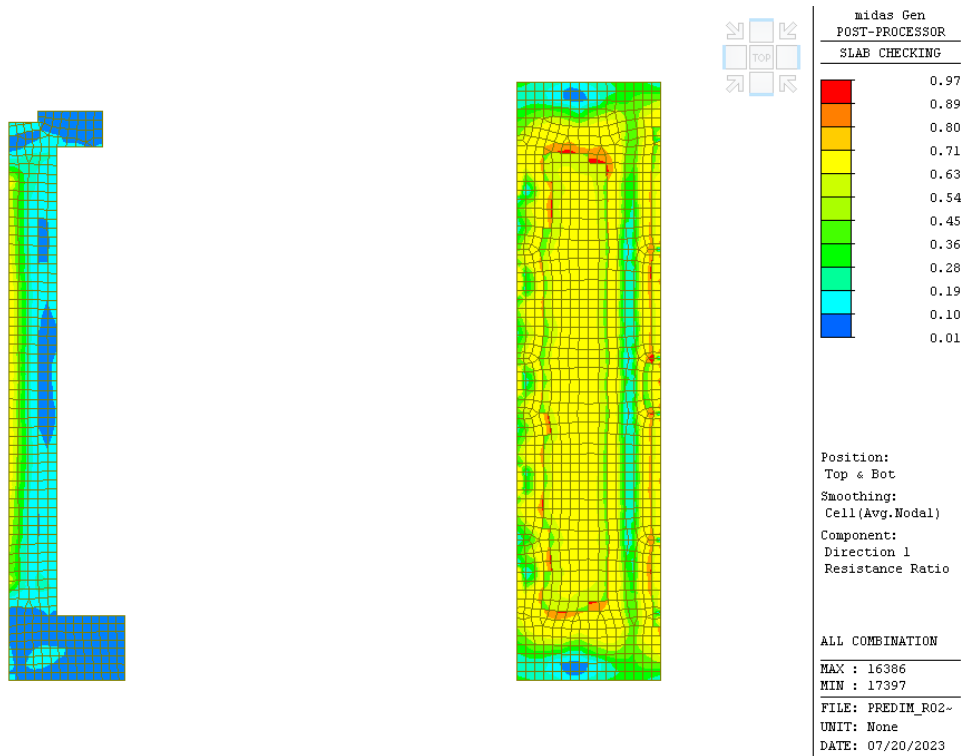 TOP
midas Gen
POST-PROCESSOR
SLAB CHECKING
0.97
0.89
0.80
0.71
0.63
0.54
0.45
0.36
0.28
0.19
0.10
0.01
Position:
Top & Bot
Smoothing:
Cell(Avg.Nodal)
Component:
Direction 1
Resistance Ratio
ALL COMBINATION
MAX : 16386
MIN : 17397
FILE: PREDIM_R02~
UNIT: None
DATE: 07/20/2023